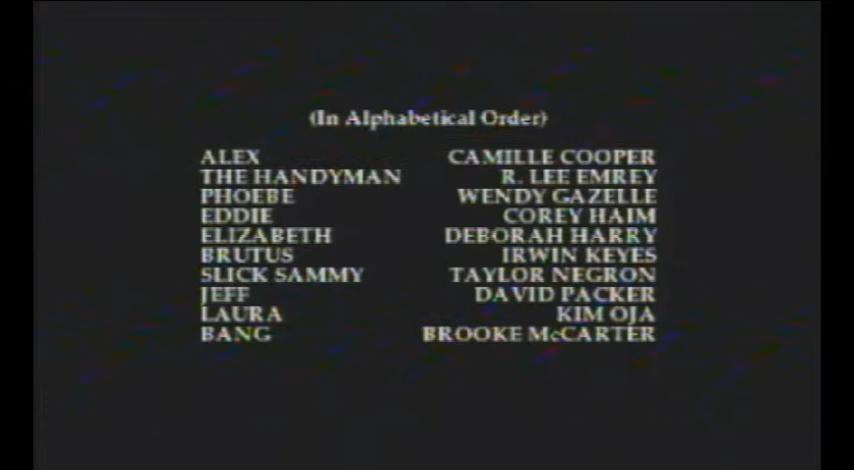 (In Alphabetical Order)
ALEX CAMILLE COOPER
THE HANDYMAN R. LEE EMREY
PHOEBE WENDY GAZELLE
EDDIE COREY HAIM
ELIZABETH DEBORAH HARRY
BRUTUS IRWIN KEYES
SLICK SAMMY TAYLOR NEGRON
JEFF DAVID PACKER
LAURA KIM OJA
BANG BROOKE McCARTER